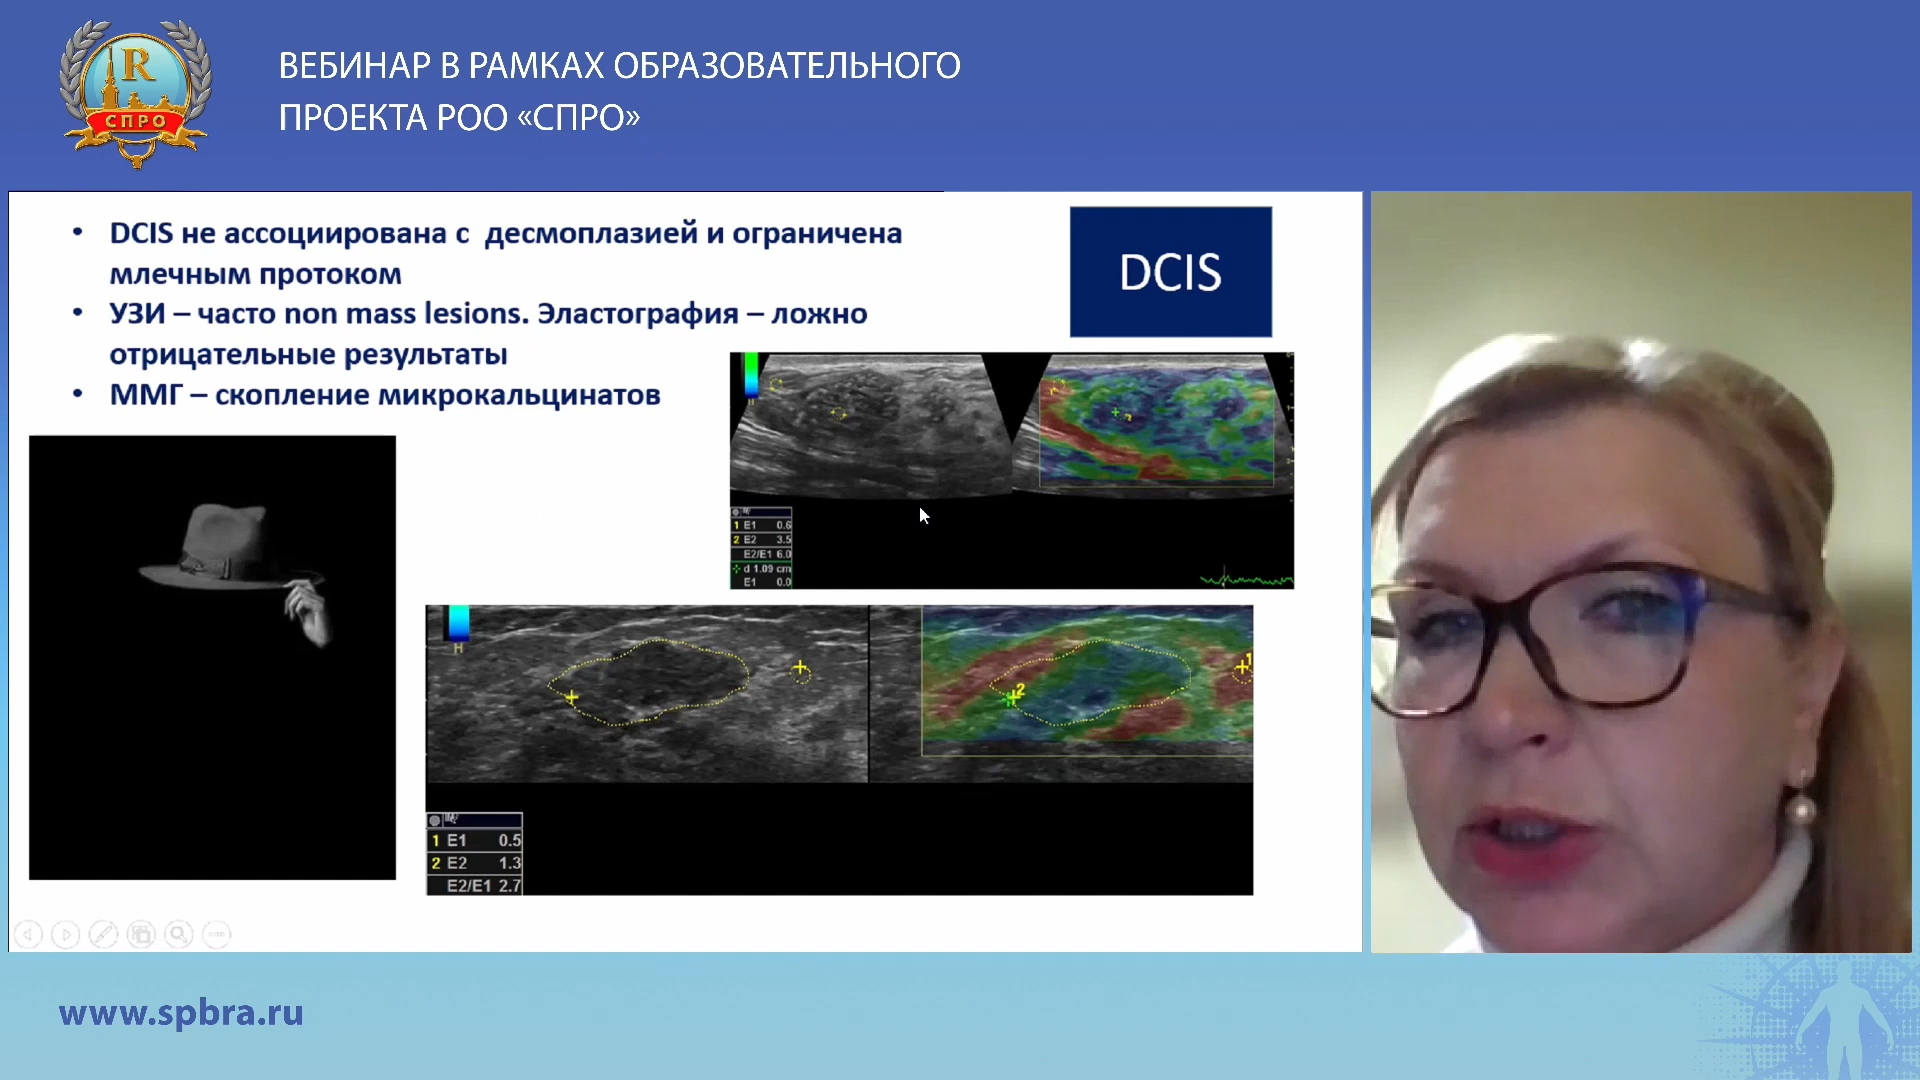 R
СПРО
ВЕБИНАР В РАМКАХ ОБРАЗОВАТЕЛЬНОГО
ПРОЕКТА РОО «СПРО»
• DCIS не ассоциирована с десмоплазией и ограничена
млечным протоком
• УЗИ – часто non mass lesions. Эластография – ложно
отрицательные результаты
• ММГ – скопление микрокальцинатов
DCIS
2
1 E1 0.6
2 E2 3.5
E2/E1 6.0
d 1.09 cm
E1 0.0
H
1
2
1 E1 0.5
2 E2 1.3
E2/E1 2.7
www.spbra.ru